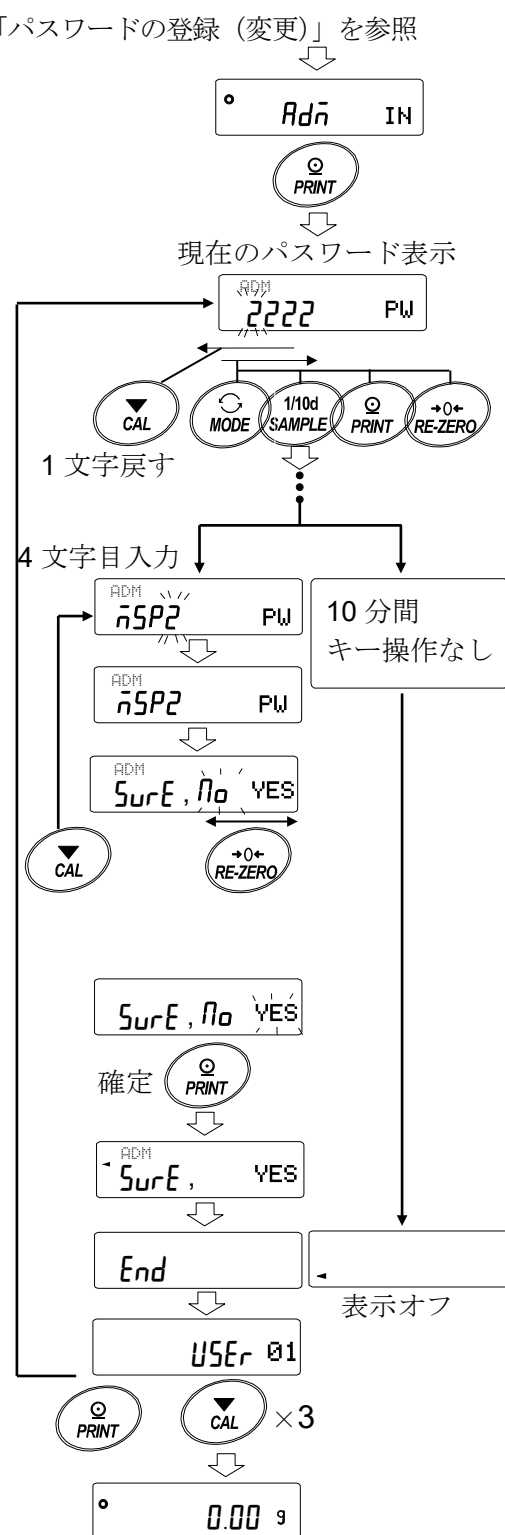 「パスワードの登録（変更）」を参照
Adm IN
PRINT
現在のパスワード表示
ADM
2222 PW
CAL
MODE
1/10d
SAMPLE
PRINT
→0←
RE-ZERO
1文字戻す
4文字目入力
ADM
mSP2 PW
10分間
キー操作なし
ADM
mSP2 PW
ADM
SurE , No YES
CAL
→0←
RE-ZERO
SurE , No YES
確定
PRINT
ADM
SurE , YES
End
表示オフ
USEr 01
PRINT
CAL
×3
0.00 g